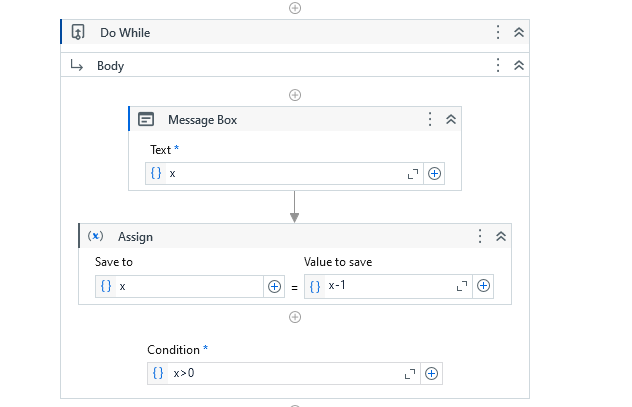 Do While
Body
Message Box
Text *
{} x
Assign
Save to Value to save
{} x = {} x-1
Condition *
{} x>0